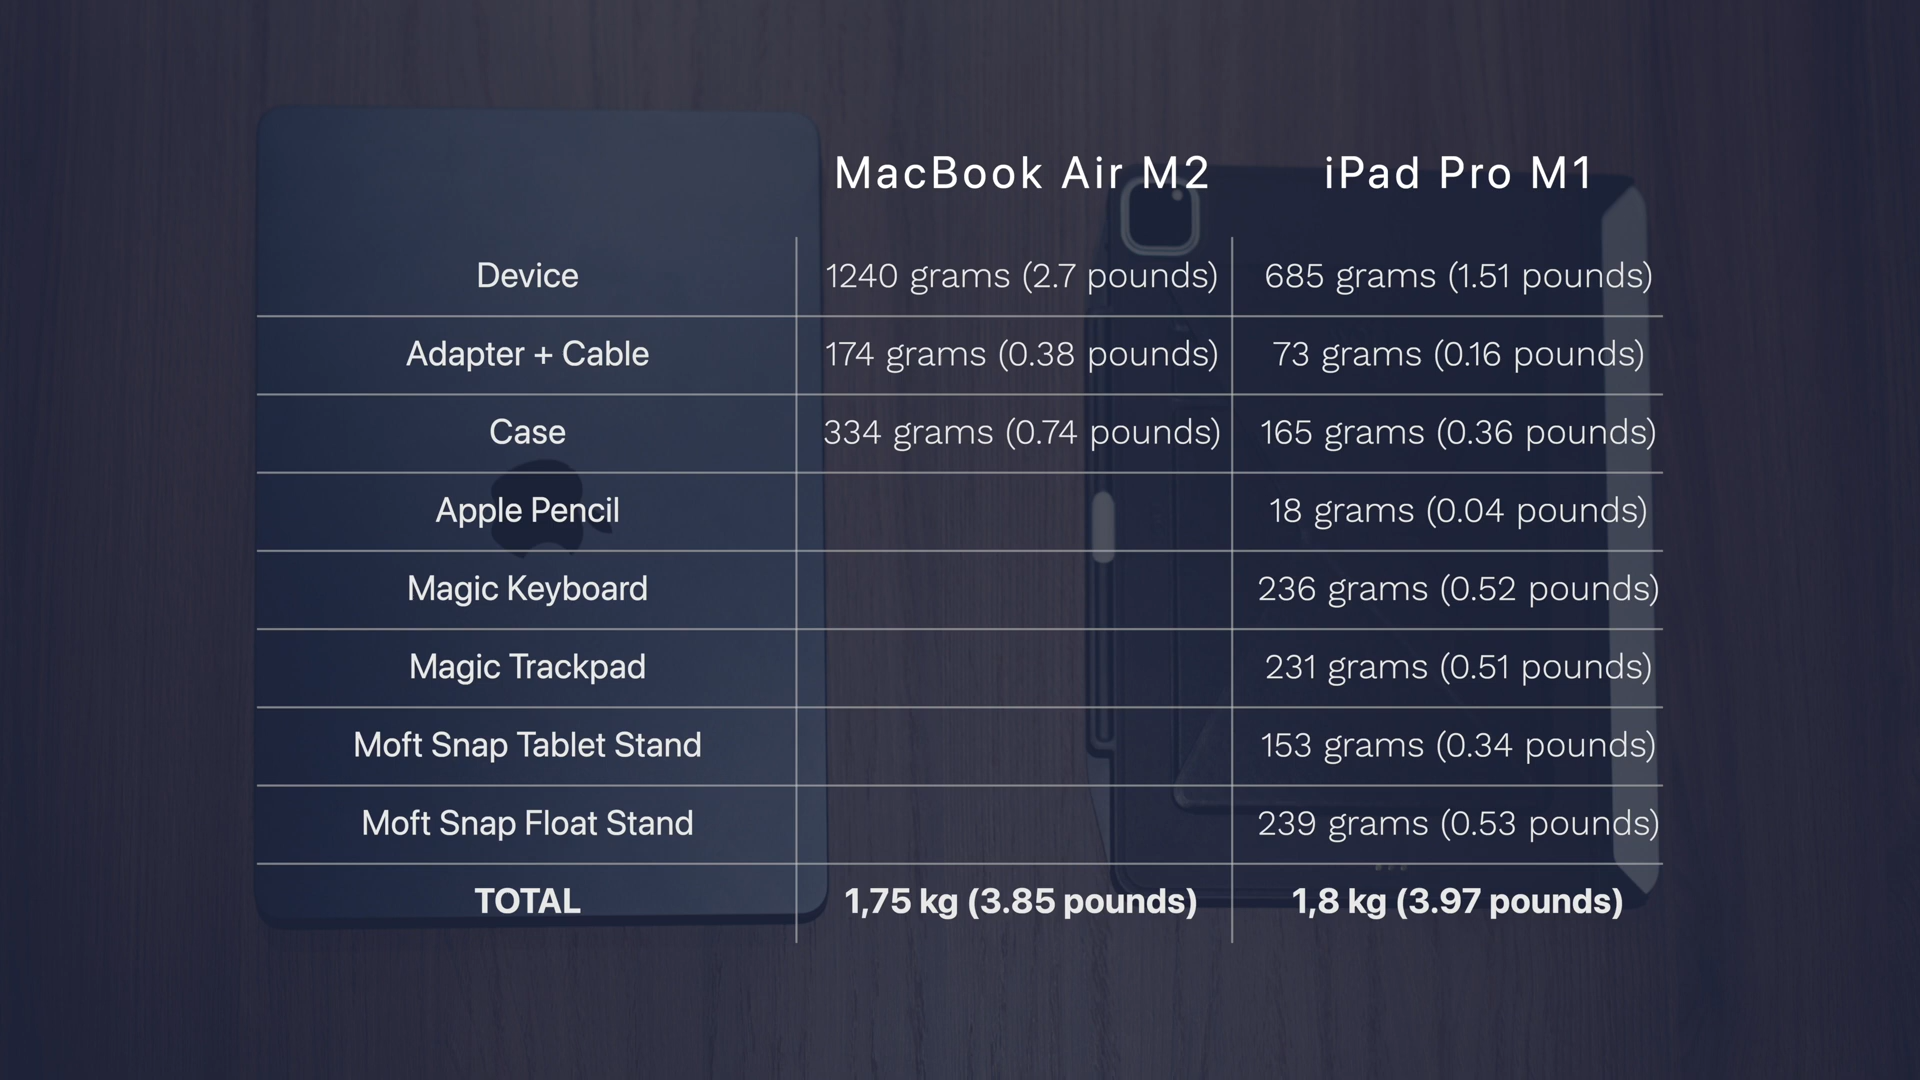 MacBook Air M2 iPad Pro M1
Device 1240 grams (2.7 pounds) 685 grams (1.51 pounds)
Adapter + Cable 174 grams (0.38 pounds) 73 grams (0.16 pounds)
Case 334 grams (0.74 pounds) 165 grams (0.36 pounds)
Apple Pencil 18 grams (0.04 pounds)
Magic Keyboard 236 grams (0.52 pounds)
Magic Trackpad 231 grams (0.51 pounds)
Moft Snap Tablet Stand 153 grams (0.34 pounds)
Moft Snap Float Stand 239 grams (0.53 pounds)
TOTAL 1,75 kg (3.85 pounds) 1,8 kg (3.97 pounds)